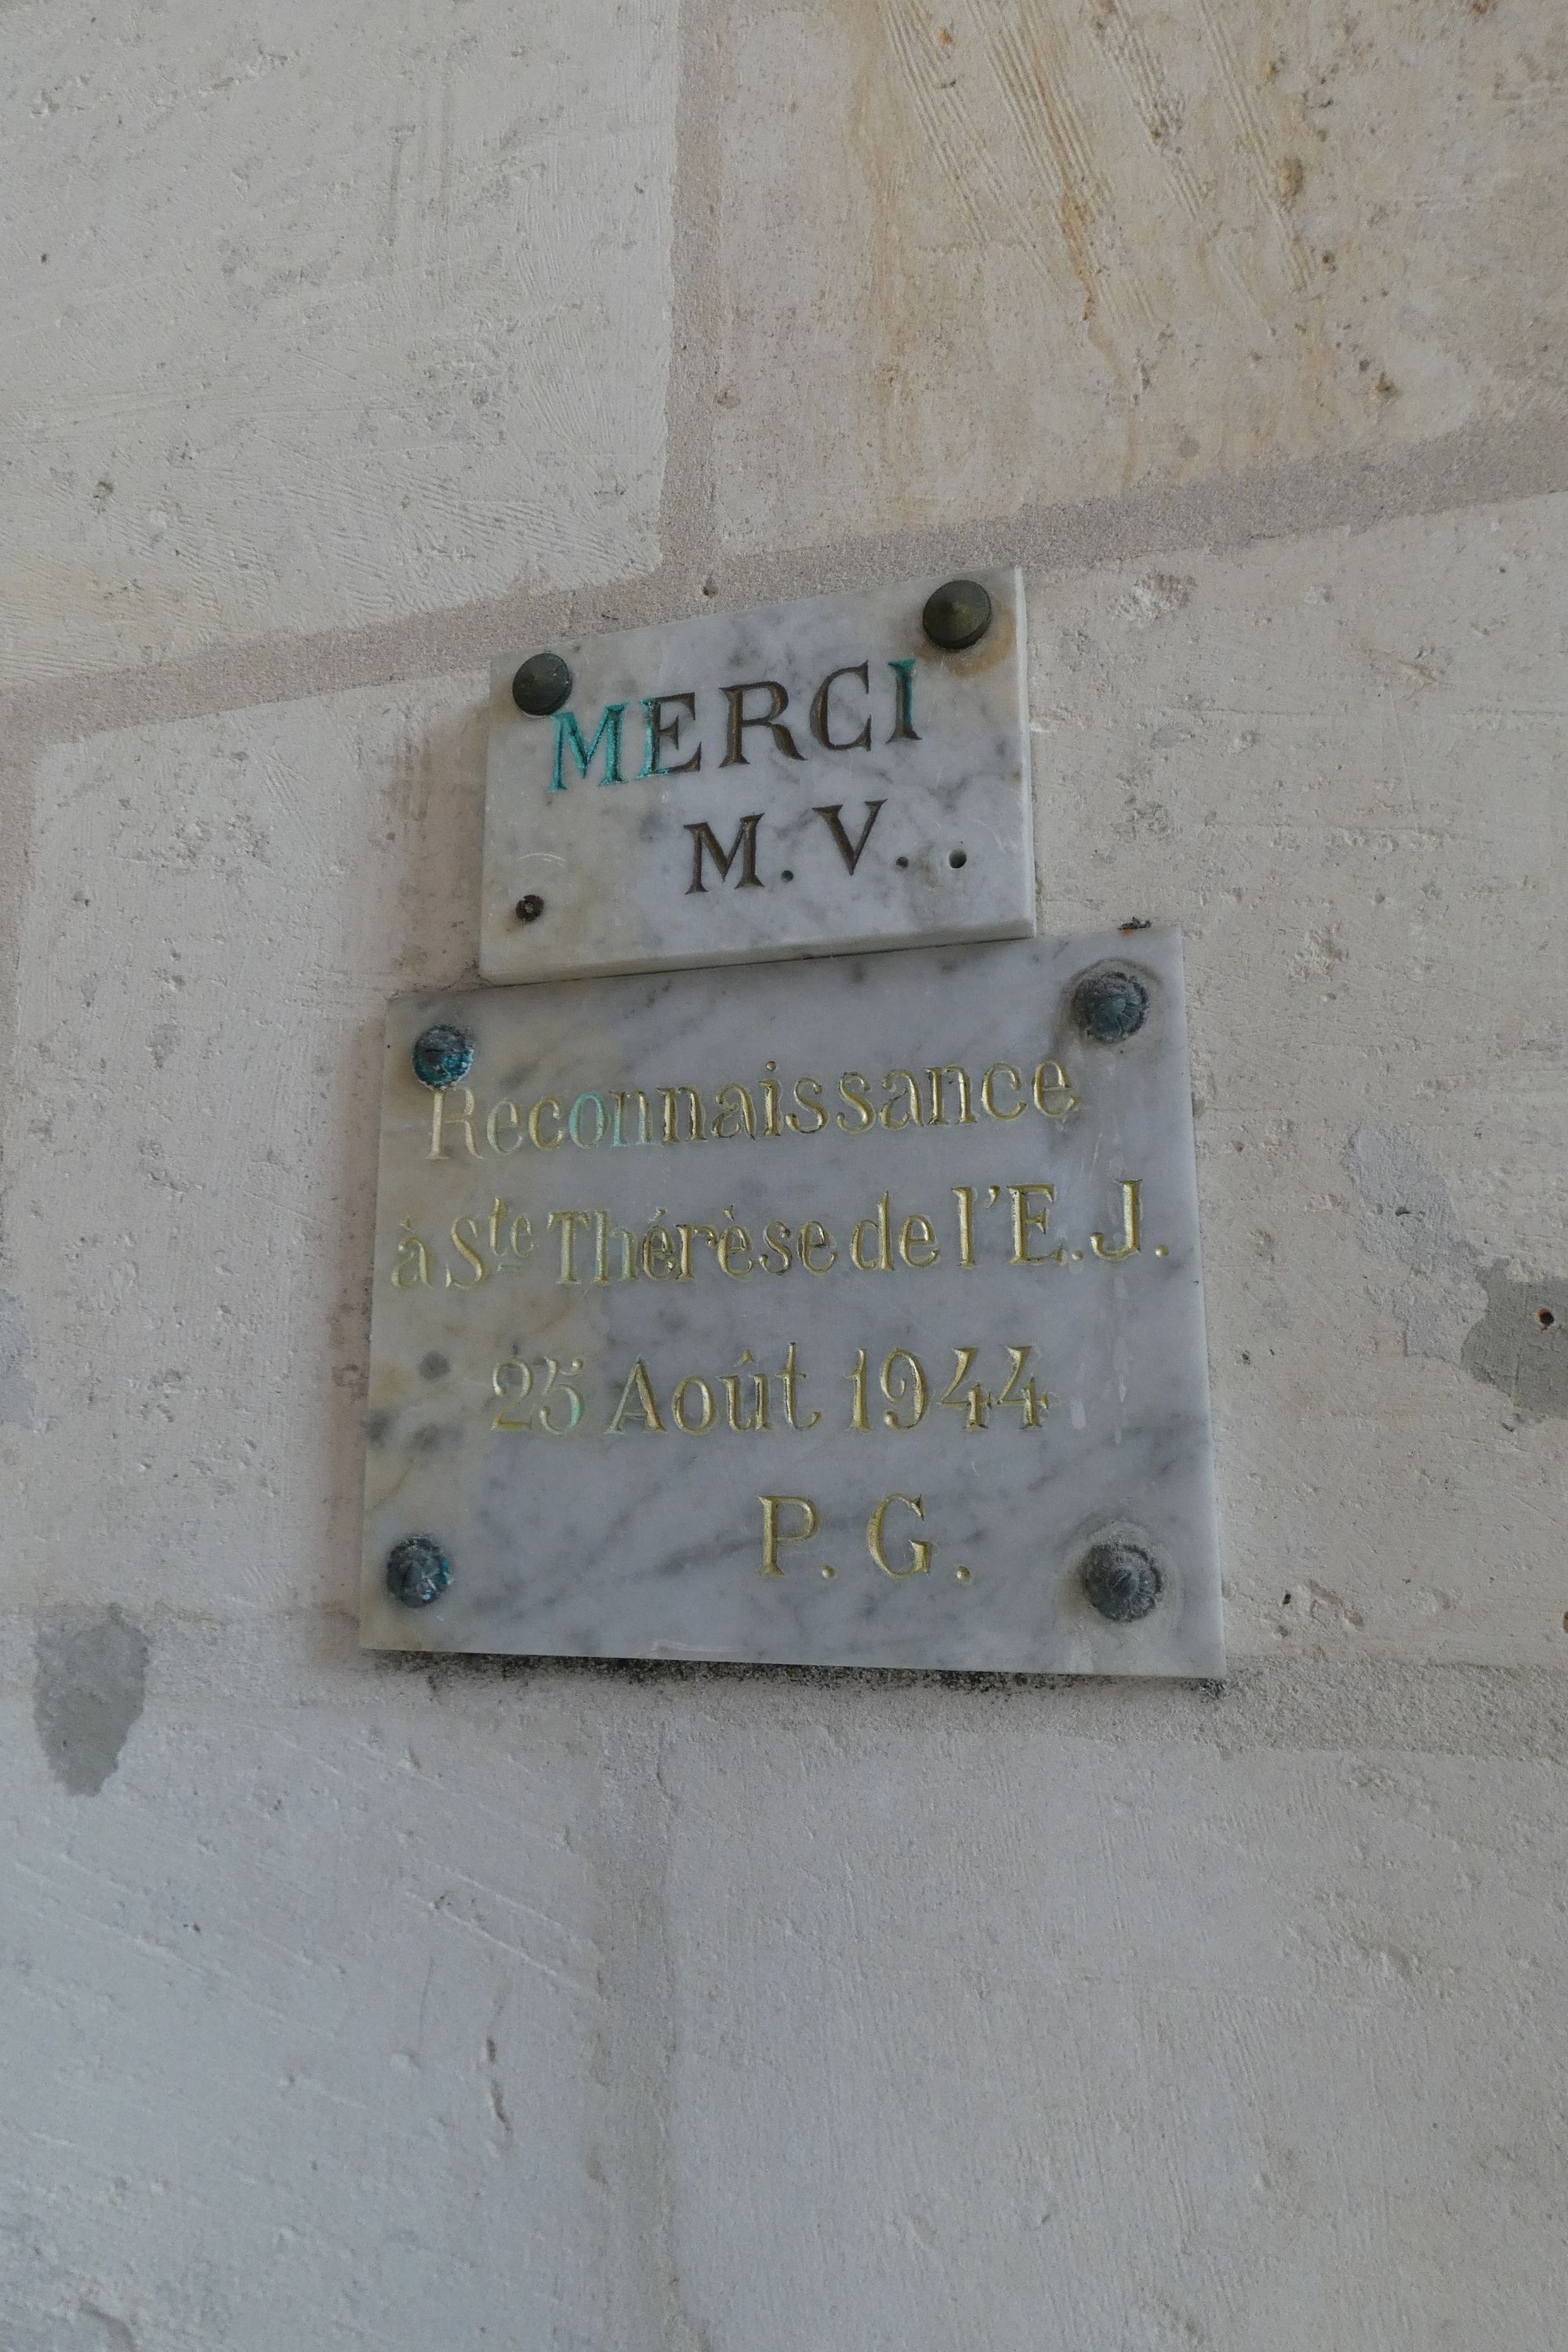 MERCI
M. V.
Reconnaissance
à Ste Thérèse de l'E. J.
25 Août 1944
P. G.